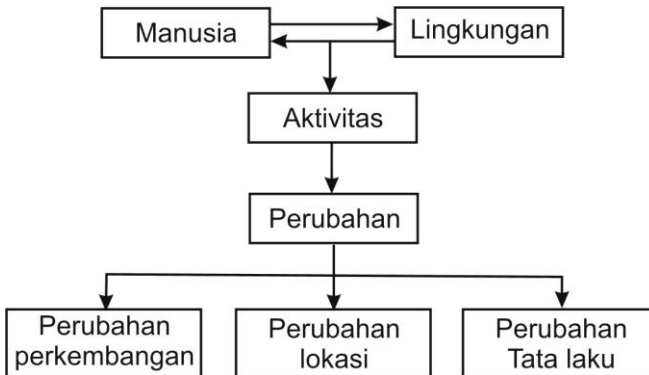 Manusia
Lingkungan
Aktivitas
Perubahan
Perubahan
perkembangan
Perubahan
lokasi
Perubahan
Tata laku